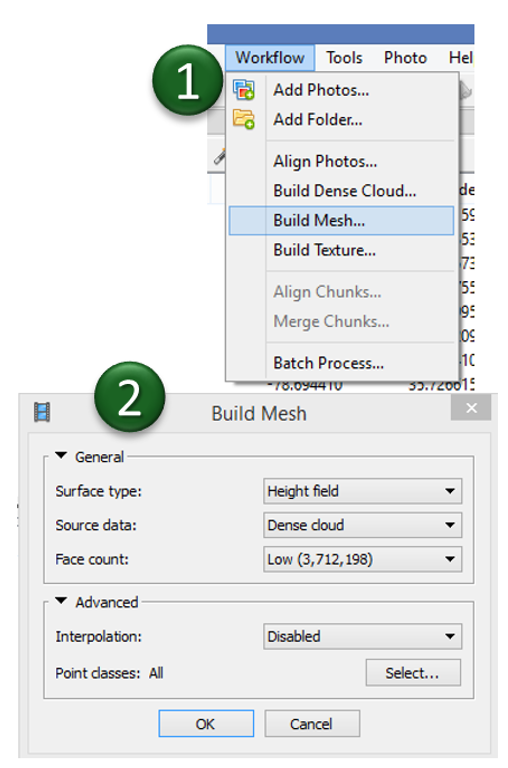 1
Workflow Tools Photo Hel
Add Photos...
Add Folder...
Align Photos...
Build Dense Cloud...
Build Mesh...
Build Texture...
Align Chunks...
Merge Chunks...
Batch Process...
-78.694410 35.726615
2
Build Mesh
General
Surface type: Height field
Source data: Dense cloud
Face count: Low (3,712,198)
Advanced
Interpolation: Disabled
Point classes: All Select...
OK Cancel